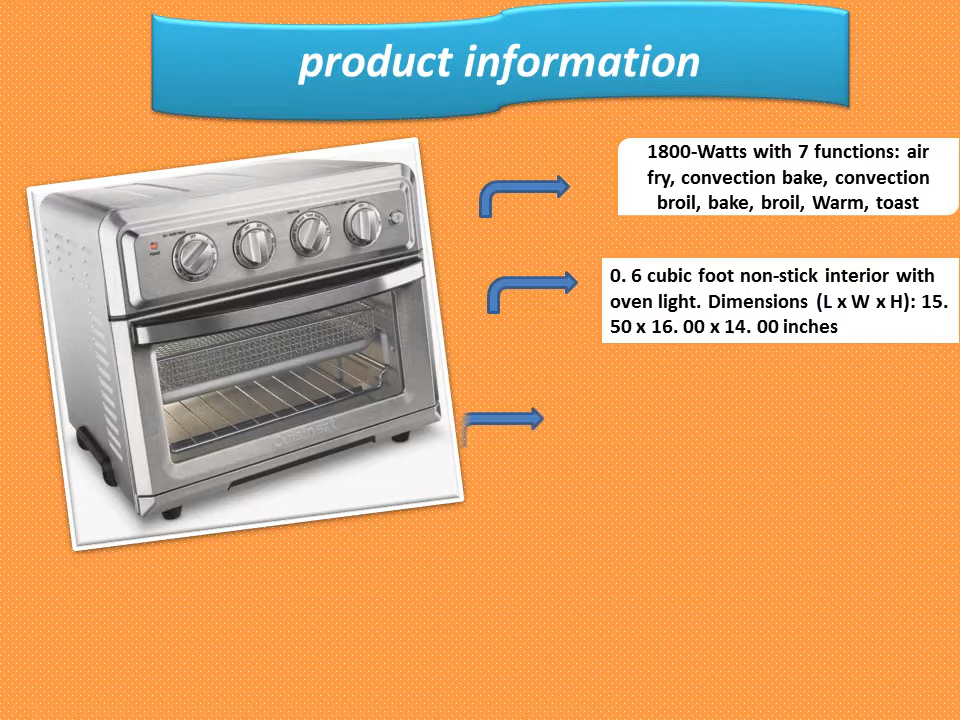 product information
1800-Watts with 7 functions: air
fry, convection bake, convection
broil, bake, broil, Warm, toast
0. 6 cubic foot non-stick interior with
oven light. Dimensions (L x W x H): 15.
50 x 16. 00 x 14. 00 inches
Cuisinart